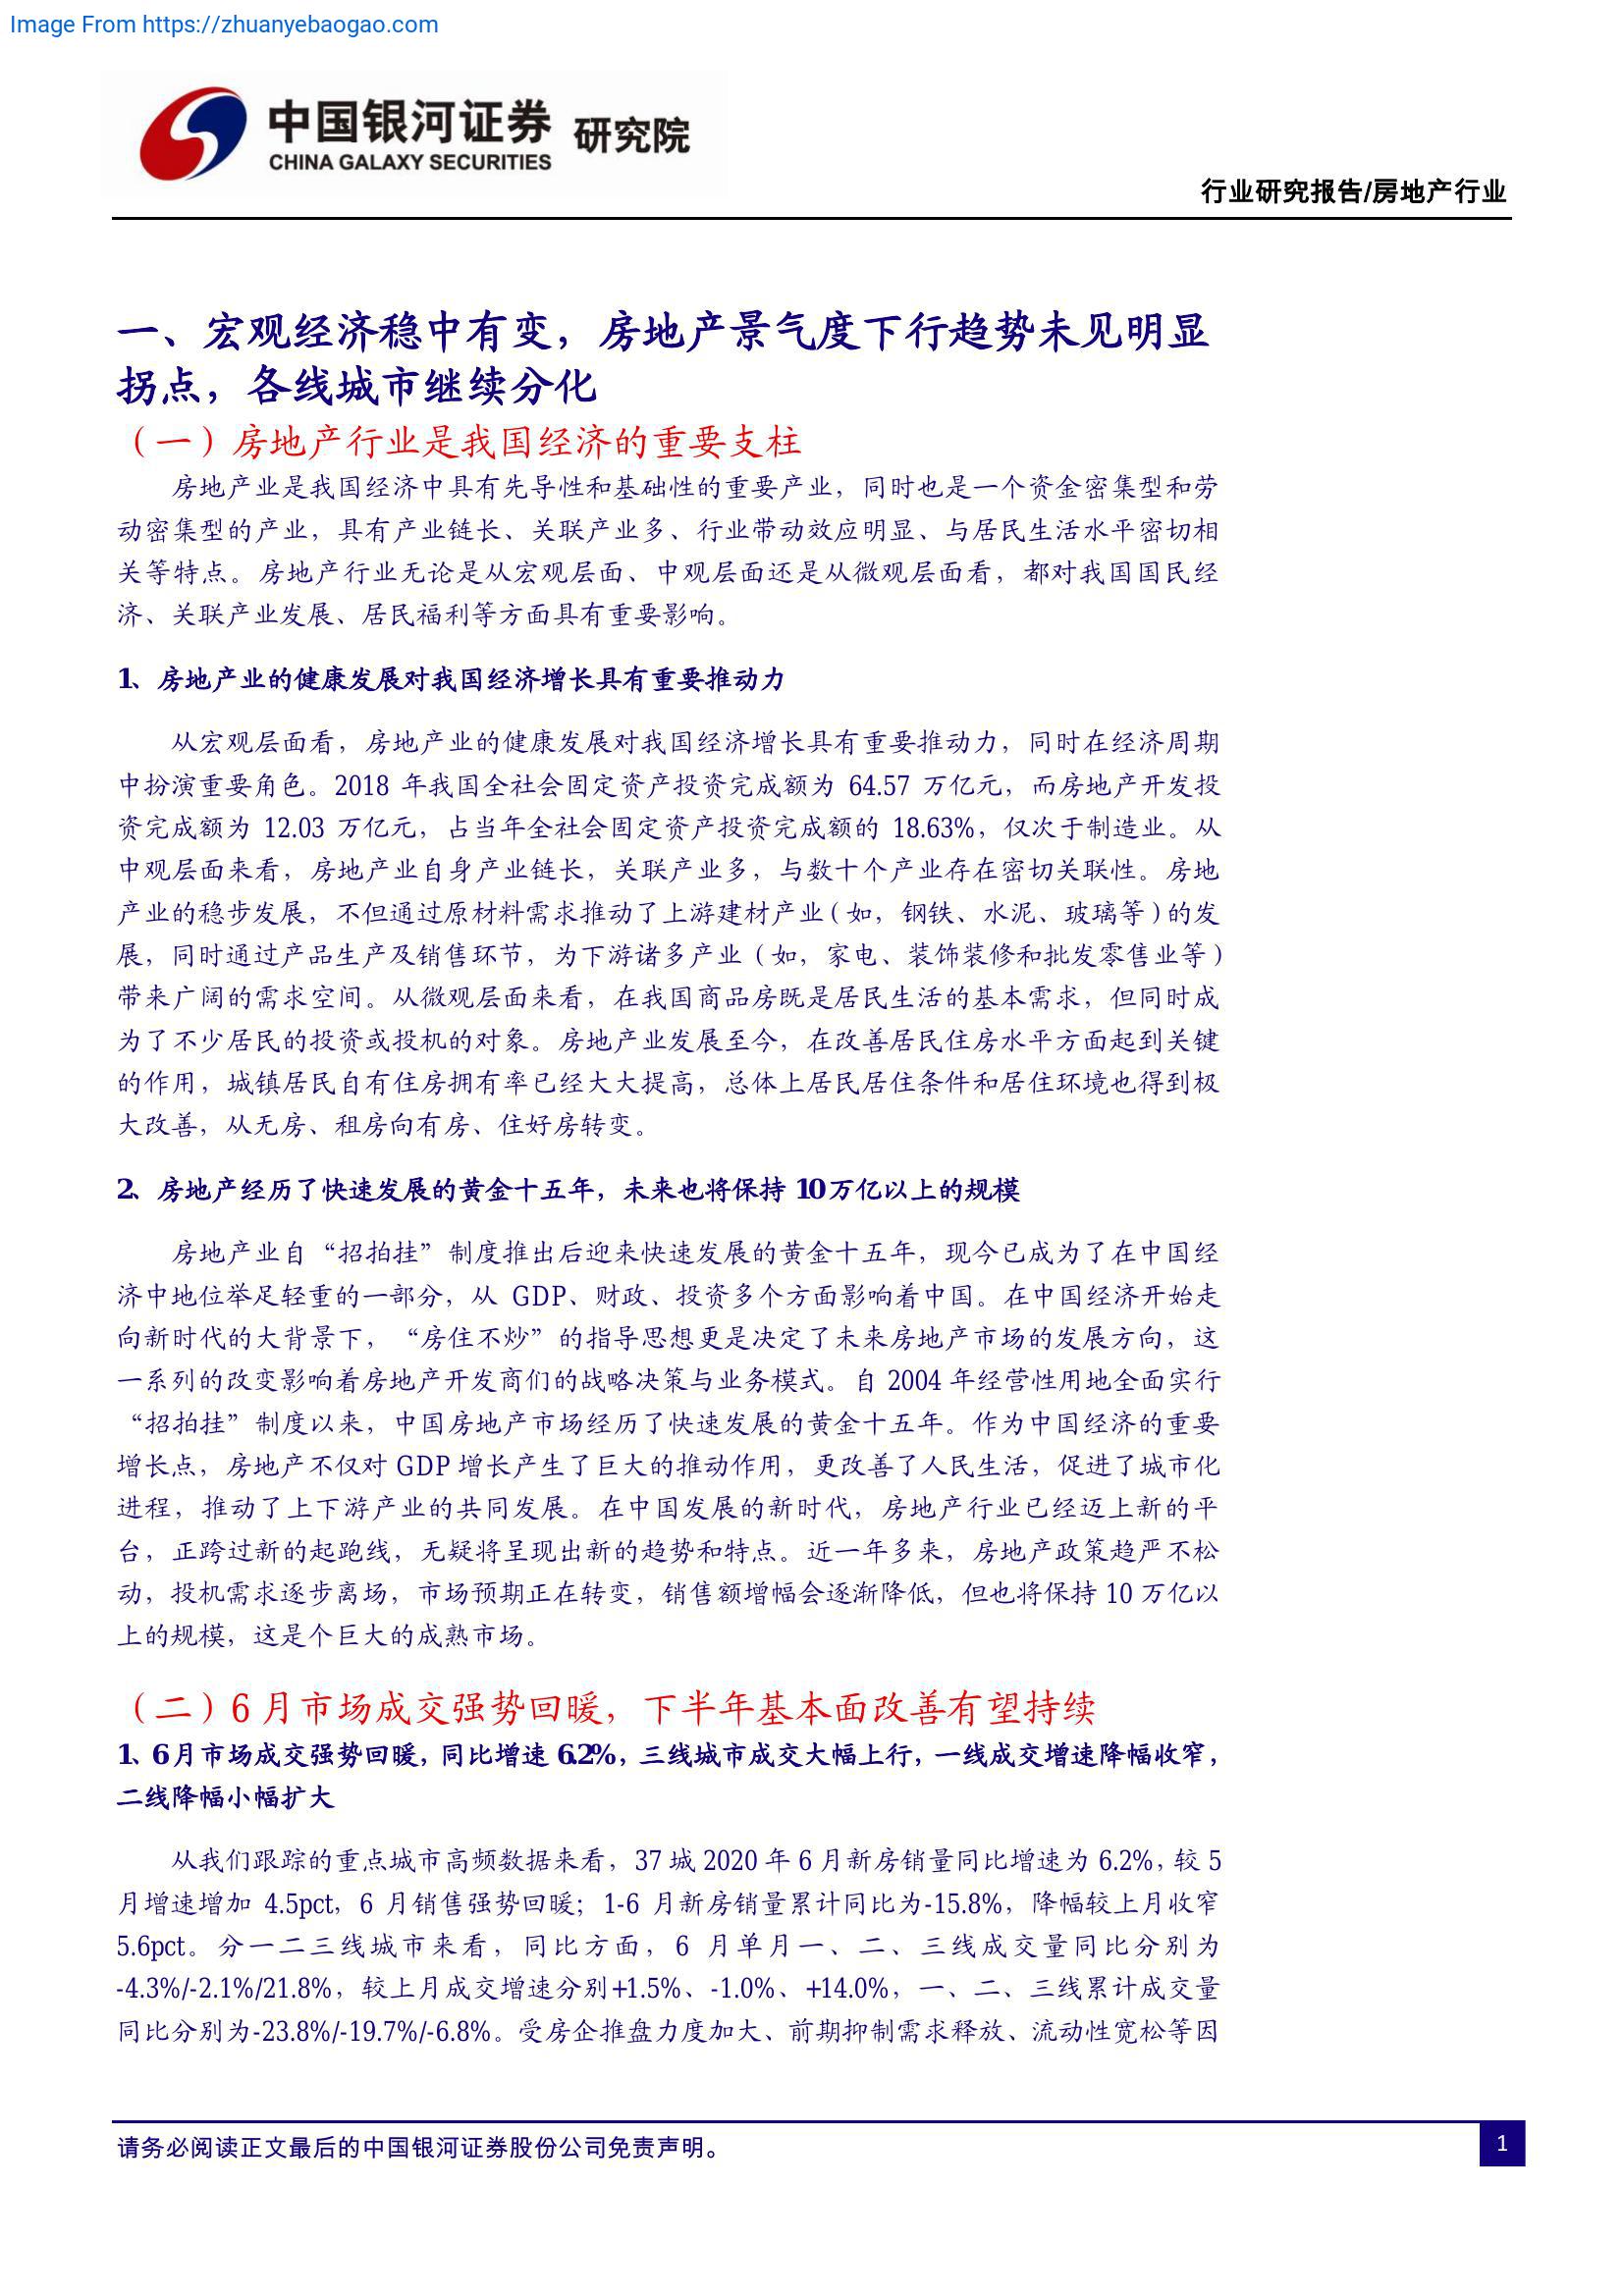 Image From https://zhuanyebaogao.com
中国银河证券 研究院
CHINA GALAXY SECURITIES
行业研究报告/房地产行业
一、宏观经济稳中有变，房地产景气度下行趋势未见明显
拐点，各线城市继续分化
（一）房地产行业是我国经济的重要支柱
房地产业是我国经济中具有先导性和基础性的重要产业，同时也是一个资金密集型和劳
动密集型的产业，具有产业链长、关联产业多、行业带动效应明显、与居民生活水平密切相
关等特点。房地产行业无论是从宏观层面、中观层面还是从微观层面看，都对我国国民经
济、关联产业发展、居民福利等方面具有重要影响。
1、房地产业的健康发展对我国经济增长具有重要推动力
从宏观层面看，房地产业的健康发展对我国经济增长具有重要推动力，同时在经济周期
中扮演重要角色。2018 年我国全社会固定资产投资完成额为 64.57 万亿元，而房地产开发投
资完成额为 12.03 万亿元，占当年全社会固定资产投资完成额的 18.63%，仅次于制造业。从
中观层面来看，房地产业自身产业链长，关联产业多，与数十个产业存在密切关联性。房地
产业的稳步发展，不但通过原材料需求推动了上游建材产业（如，钢铁、水泥、玻璃等）的发
展，同时通过产品生产及销售环节，为下游诸多产业（如，家电、装饰装修和批发零售业等）
带来广阔的需求空间。从微观层面来看，在我国商品房既是居民生活的基本需求，但同时成
为了不少居民的投资或投机的对象。房地产业发展至今，在改善居民住房水平方面起到关键
的作用，城镇居民自有住房拥有率已经大大提高，总体上居民居住条件和居住环境也得到极
大改善，从无房、租房向有房、住好房转变。
2、房地产经历了快速发展的黄金十五年，未来也将保持 10 万亿以上的规模
房地产业自“招拍挂”制度推出后迎来快速发展的黄金十五年，现今已成为了在中国经
济中地位举足轻重的一部分，从 GDP、财政、投资多个方面影响着中国。在中国经济开始走
向新时代的大背景下，“房住不炒”的指导思想更是决定了未来房地产市场的发展方向，这
一系列的改变影响着房地产开发商们的战略决策与业务模式。自 2004 年经营性用地全面实行
“招拍挂”制度以来，中国房地产市场经历了快速发展的黄金十五年。作为中国经济的重要
增长点，房地产不仅对 GDP 增长产生了巨大的推动作用，更改善了人民生活，促进了城市化
进程，推动了上下游产业的共同发展。在中国发展的新时代，房地产行业已经迈上新的平
台，正跨过新的起跑线，无疑将呈现出新的趋势和特点。近一年多来，房地产政策趋严不松
动，投机需求逐步离场，市场预期正在转变，销售额增幅会逐渐降低，但也将保持 10 万亿以
上的规模，这是个巨大的成熟市场。
（二）6 月市场成交强势回暖，下半年基本面改善有望持续
1、6 月市场成交强势回暖，同比增速 6.2%，三线城市成交大幅上行，一线成交增速降幅收窄，
二线降幅小幅扩大
从我们跟踪的重点城市高频数据来看，37 城 2020 年 6 月新房销量同比增速为 6.2%，较 5
月增速增加 4.5pct，6 月销售强势回暖；1-6 月新房销量累计同比为-15.8%，降幅较上月收窄
5.6pct。分一二三线城市来看，同比方面，6 月单月一、二、三线成交量同比分别为
-4.3%/-2.1%/21.8%，较上月成交增速分别+1.5%、-1.0%、+14.0%，一、二、三线累计成交量
同比分别为-23.8%/-19.7%/-6.8%。受房企推盘力度加大、前期抑制需求释放、流动性宽松等因
请务必阅读正文最后的中国银河证券股份公司免责声明。
1